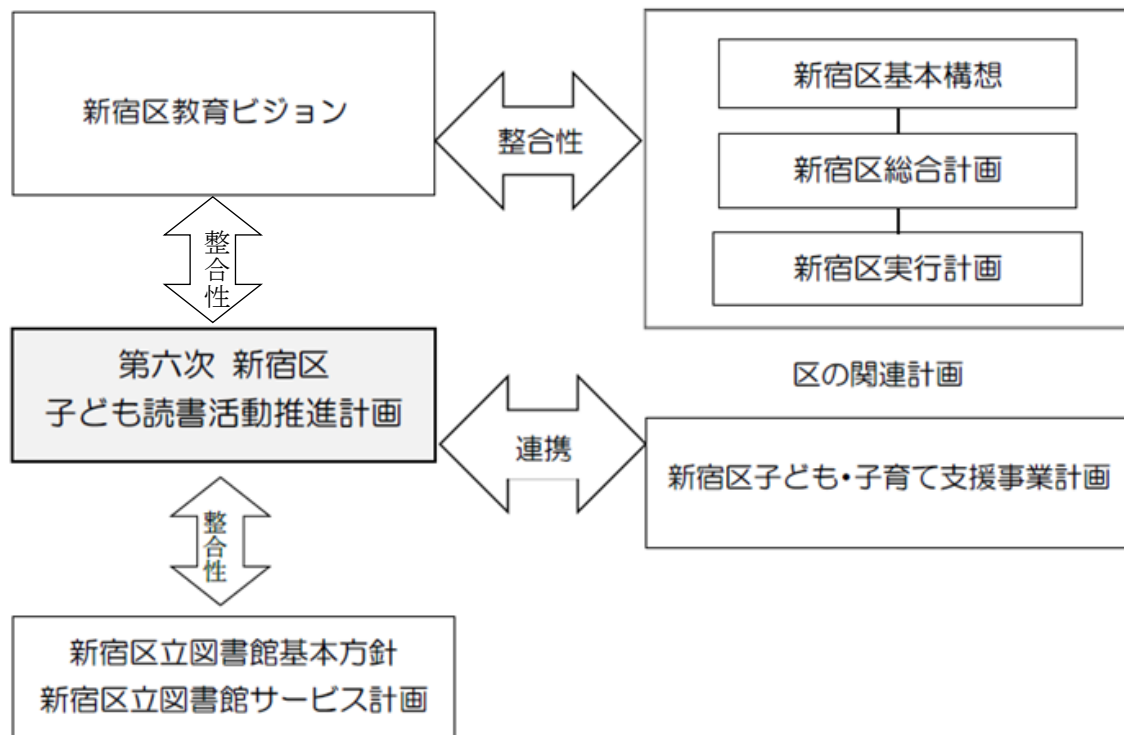 新宿区教育ビジョン
整合性
新宿区基本構想
新宿区総合計画
新宿区実行計画
整合性
第六次 新宿区
子ども読書活動推進計画
区の関連計画
連携
新宿区子ども・子育て支援事業計画
整合性
新宿区立図書館基本方針
新宿区立図書館サービス計画